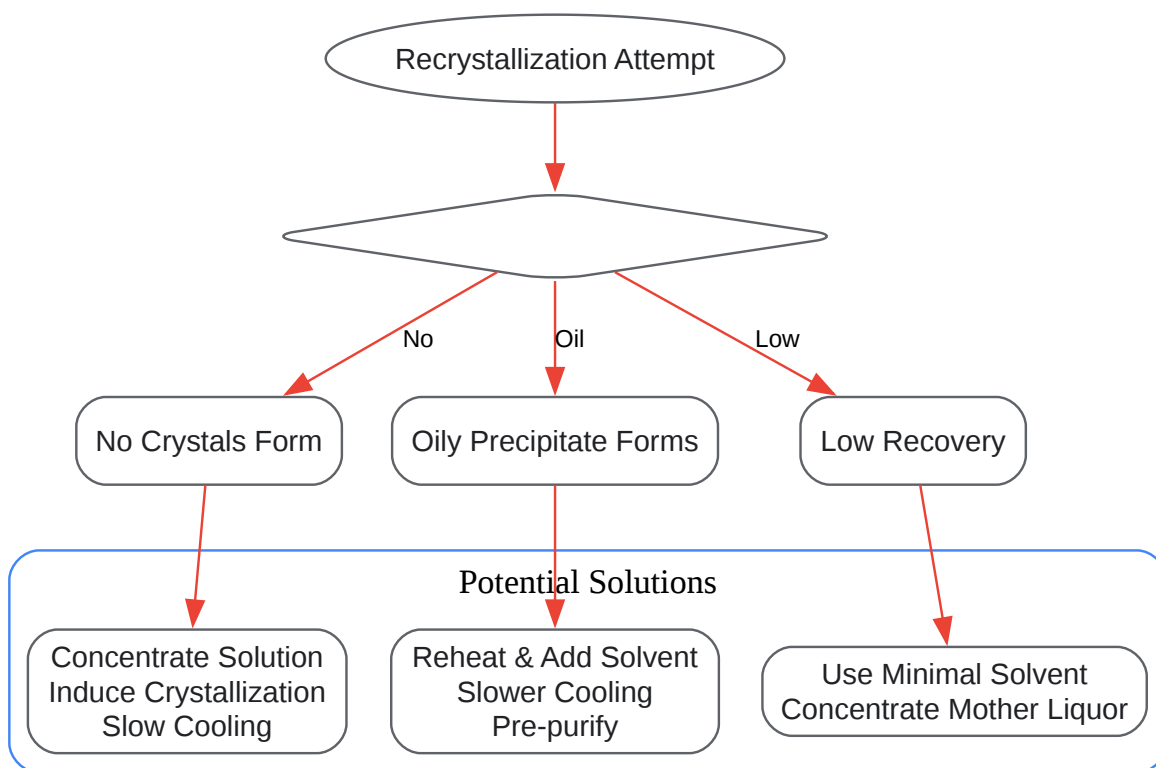 Recrystallization Attempt
No
Oil
Low
No Crystals Form
Oily Precipitate Forms
Low Recovery
Potential Solutions
Concentrate Solution
Induce Crystallization
Slow Cooling
Reheat & Add Solvent
Slower Cooling
Pre-purify
Use Minimal Solvent
Concentrate Mother Liquor